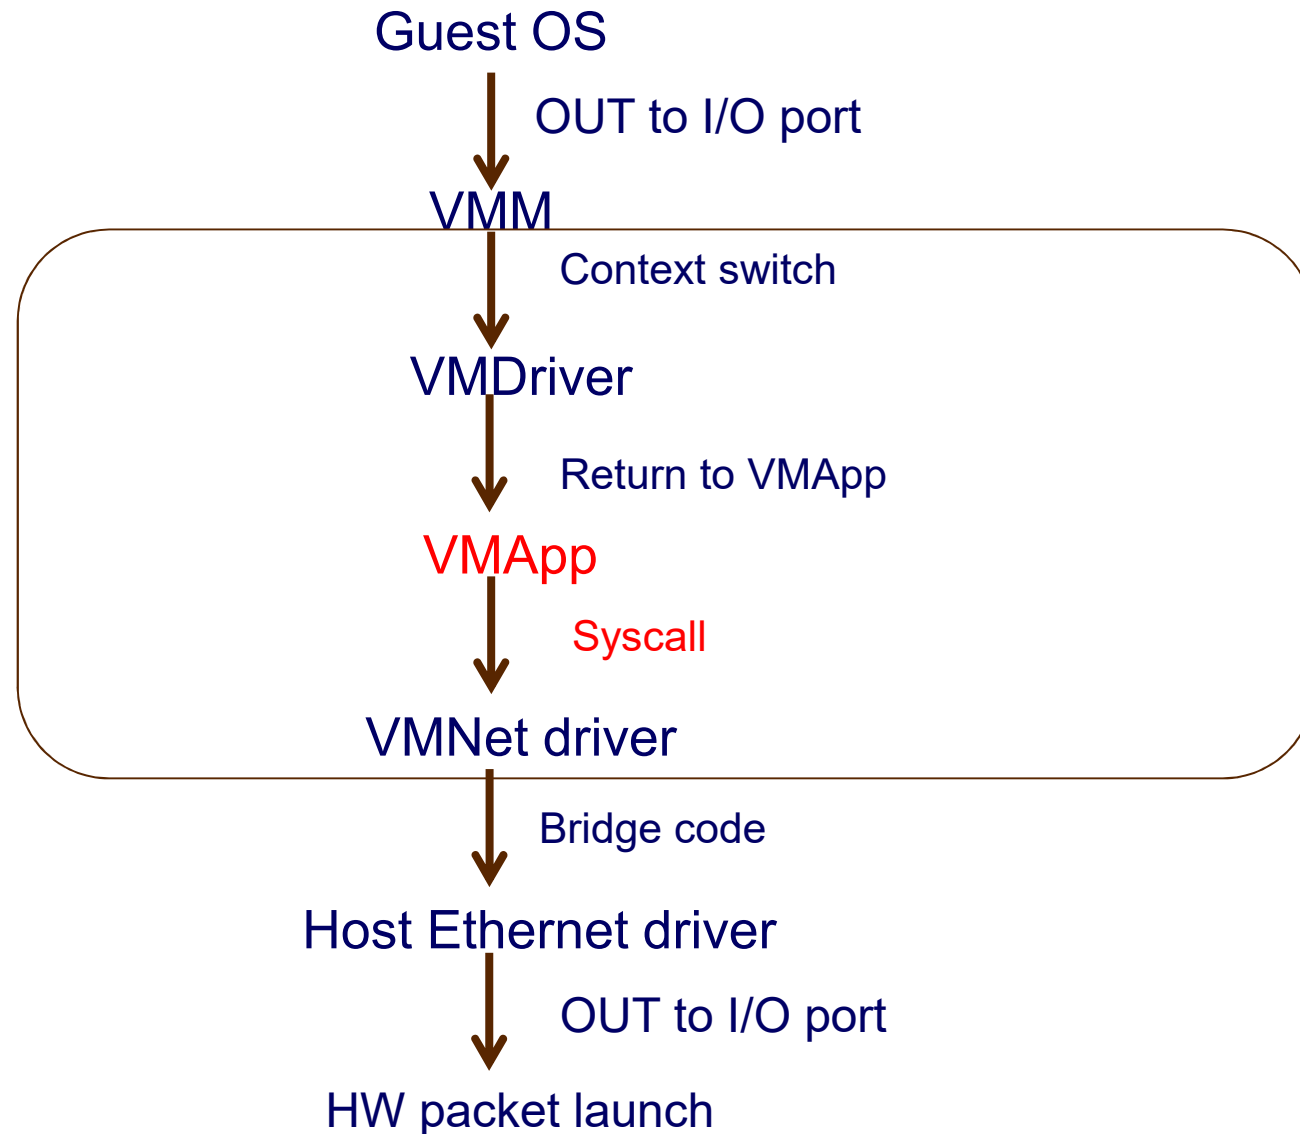 Guest OS
OUT to I/O port
VMM
Context switch
VMDriver
Return to VMApp
VMApp
Syscall
VMNet driver
Bridge code
Host Ethernet driver
OUT to I/O port
HW packet launch